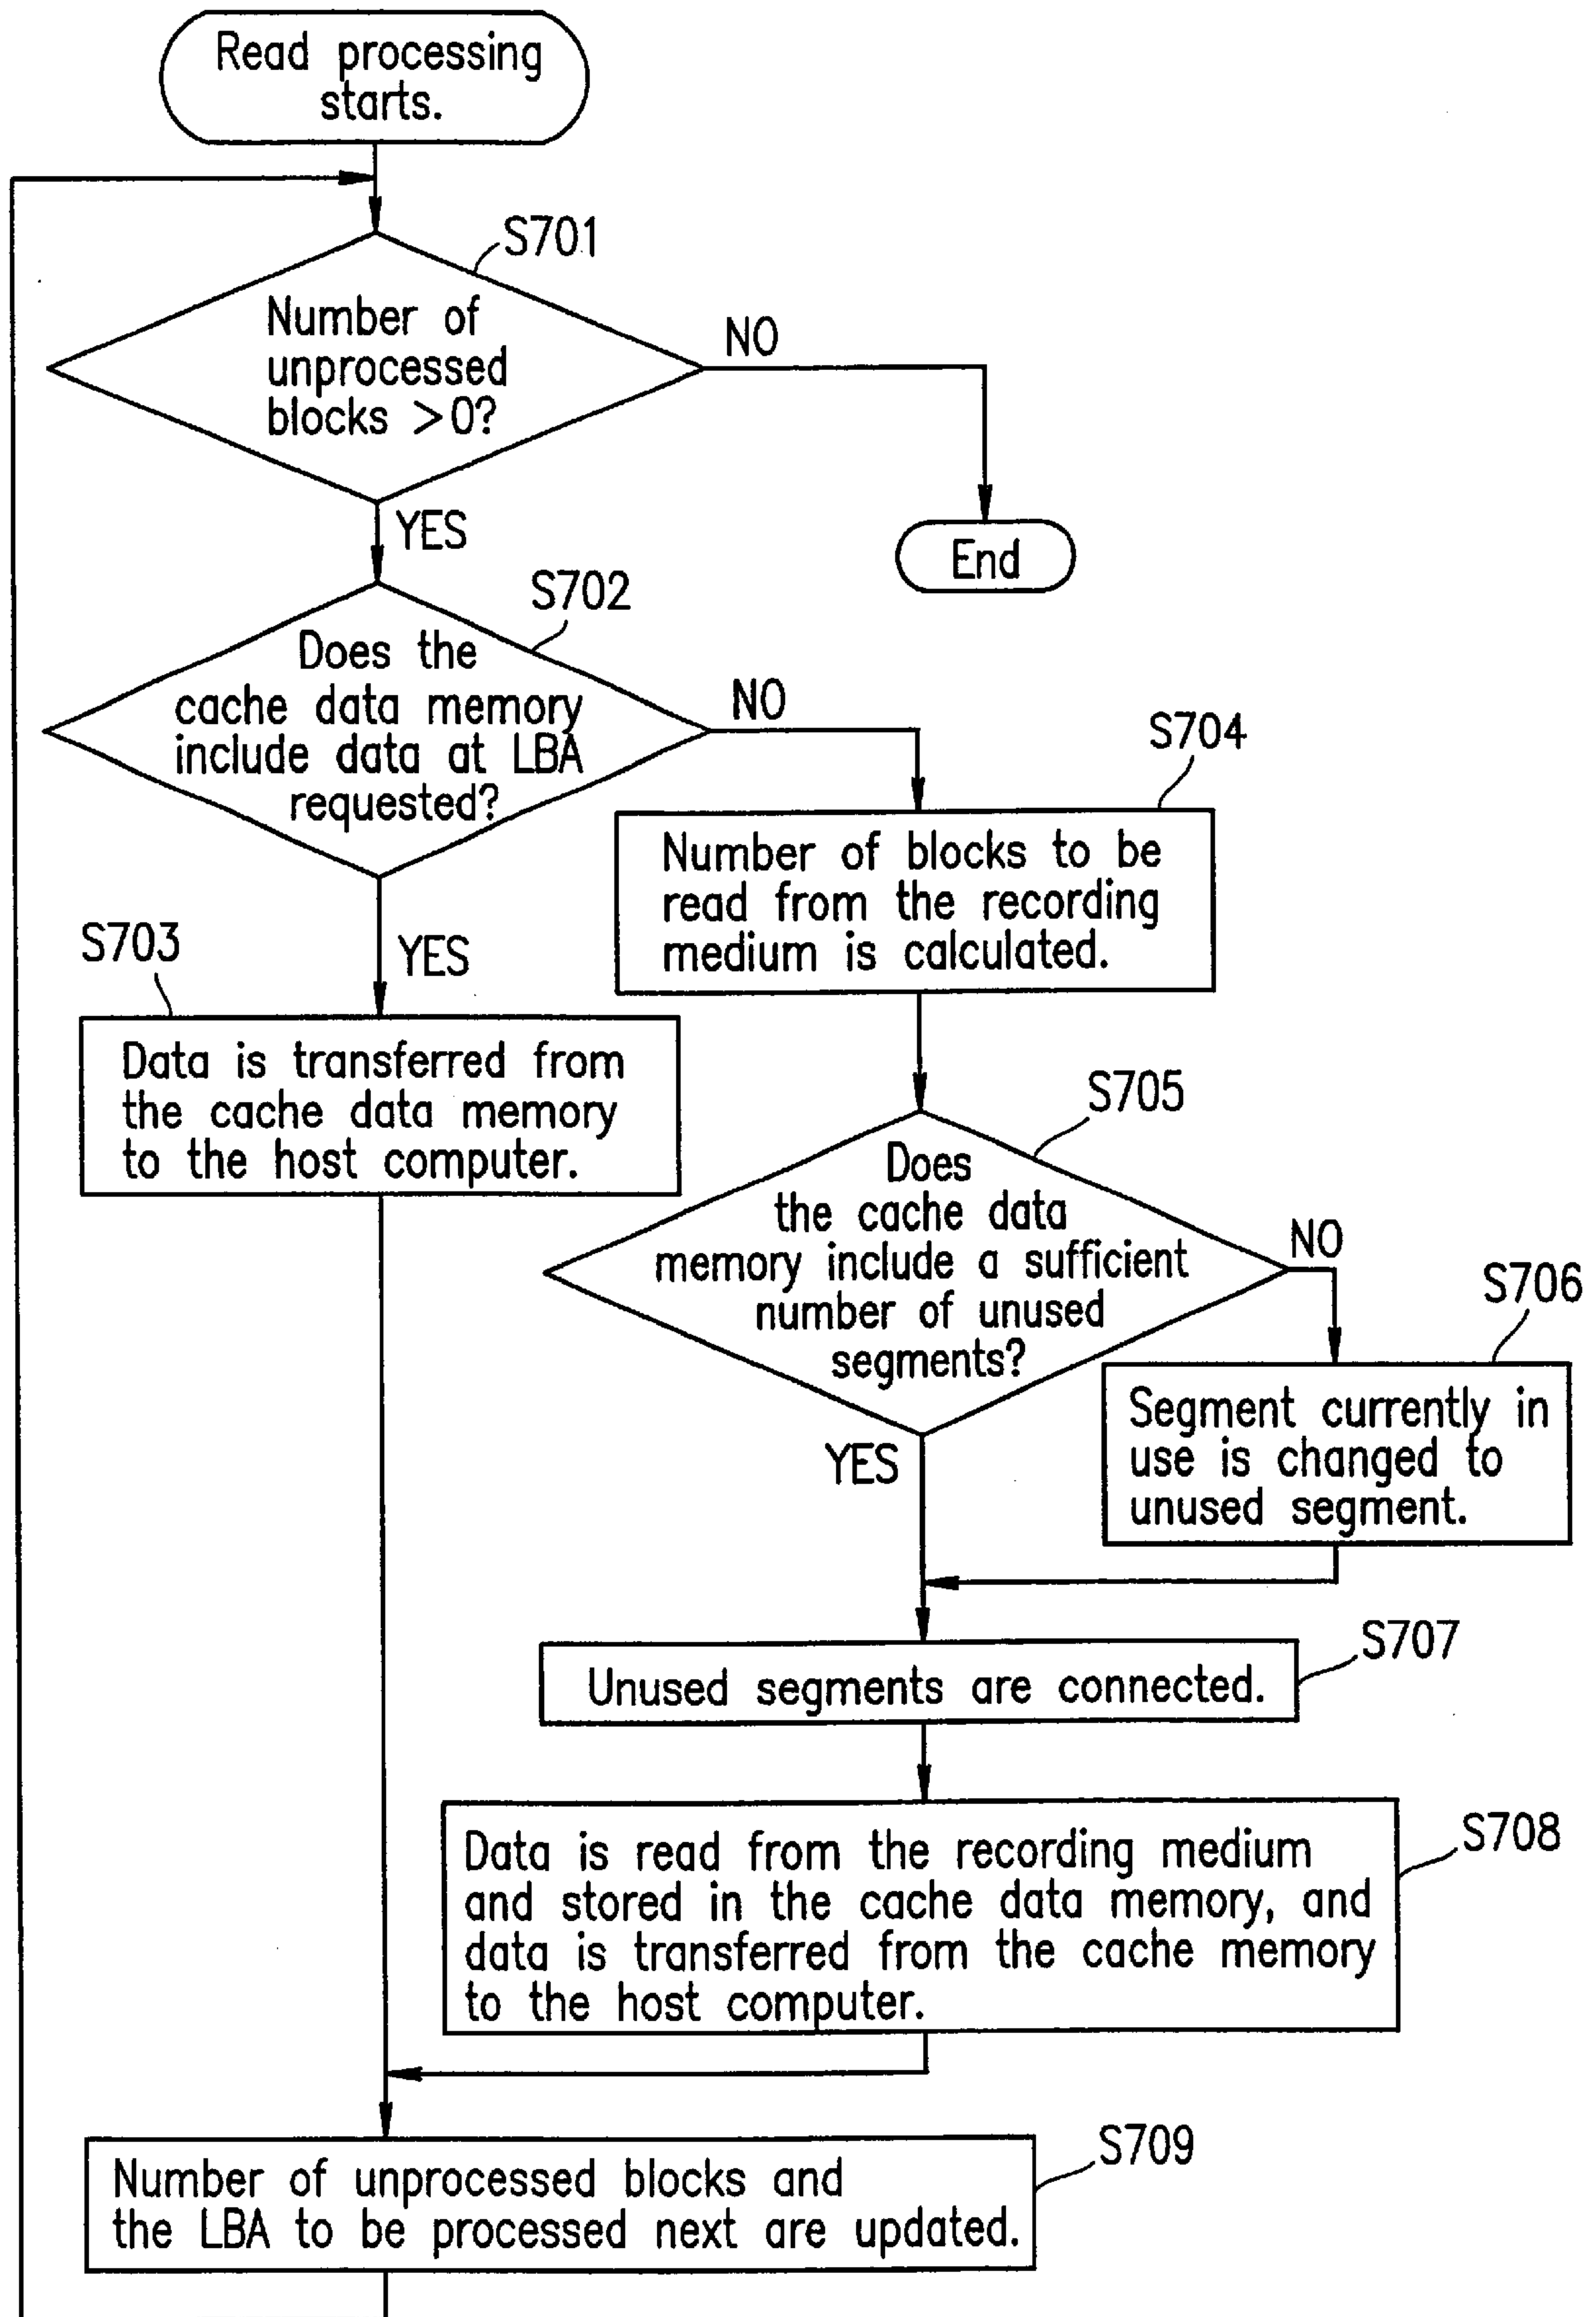 Read processing
starts.
S701
Number of
unprocessed
blocks >0?
NO
YES
End
S702
Does the
cache data memory
include data at LBA
requested?
NO
YES
S704
Number of blocks to be
read from the recording
medium is calculated.
S703
Data is transferred from
the cache data memory
to the host computer.
S705
Does
the cache data
memory include a sufficient
number of unused
segments?
NO
YES
S706
Segment currently in
use is changed to
unused segment.
S707
Unused segments are connected.
S708
Data is read from the recording medium
and stored in the cache data memory, and
data is transferred from the cache memory
to the host computer.
S709
Number of unprocessed blocks and
the LBA to be processed next are updated.